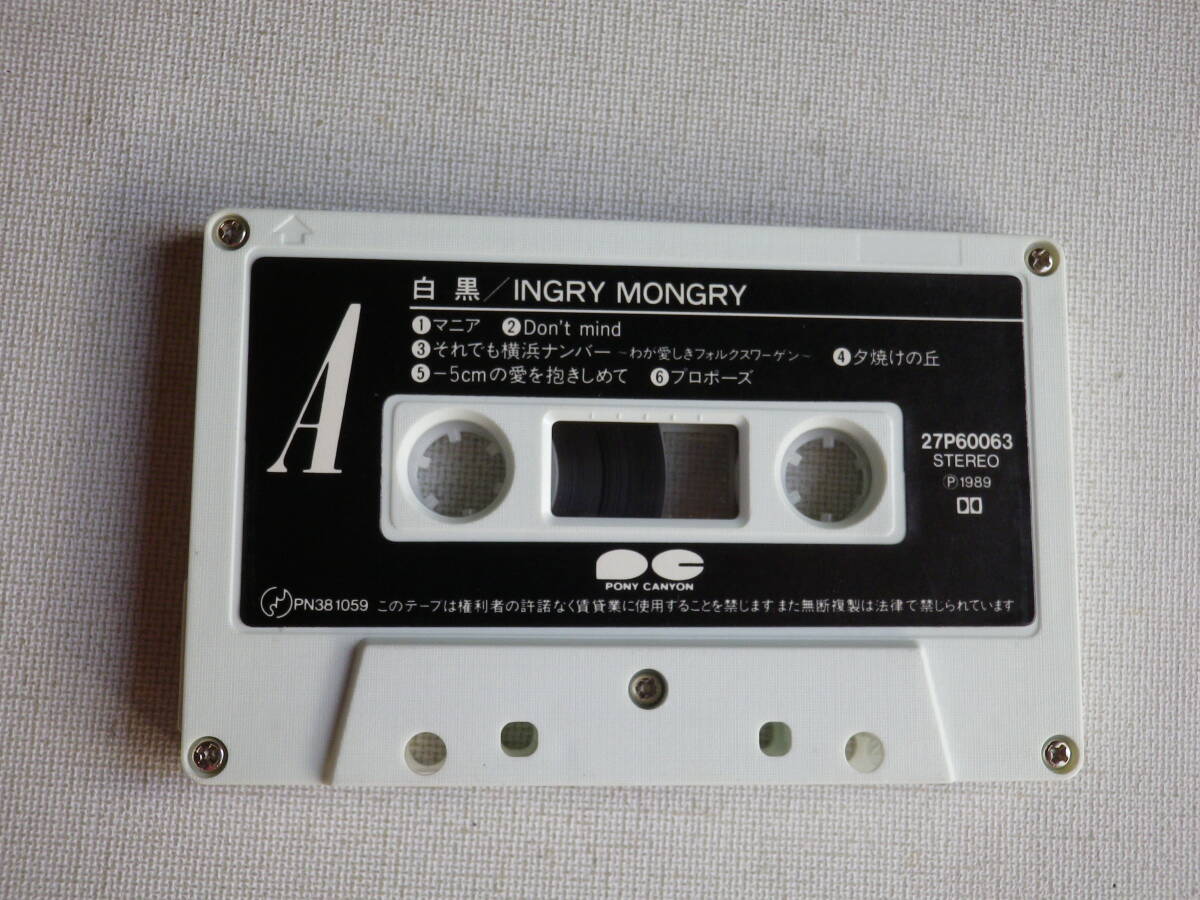 白黒/INGRY MONGRY
A
❶マニア ❷Don't mind
❸それでも横浜ナンバー ~わが愛しきフォルクスワーゲン~ ❹夕焼けの丘
❺-5cmの愛を抱きしめて ❻プロポーズ
27P60063
STEREO
Ⓟ1989
PC
PONY CANYON
PN381059 このテープは権利者の許諾なく賃貸業に使用することを禁じます また無断複製は法律で禁じられています